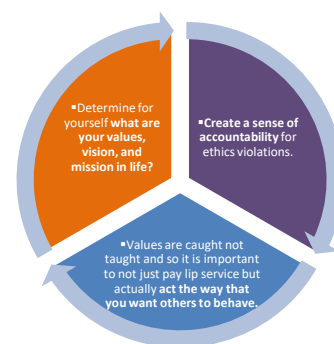 ▪Determine for
yourself what are
your values,
vision, and
mission in life?
▪Create a sense of
accountability for
ethics violations.
▪Values are caught not
taught and so it is important
to not just pay lip service but
actually act the way that
you want others to behave.